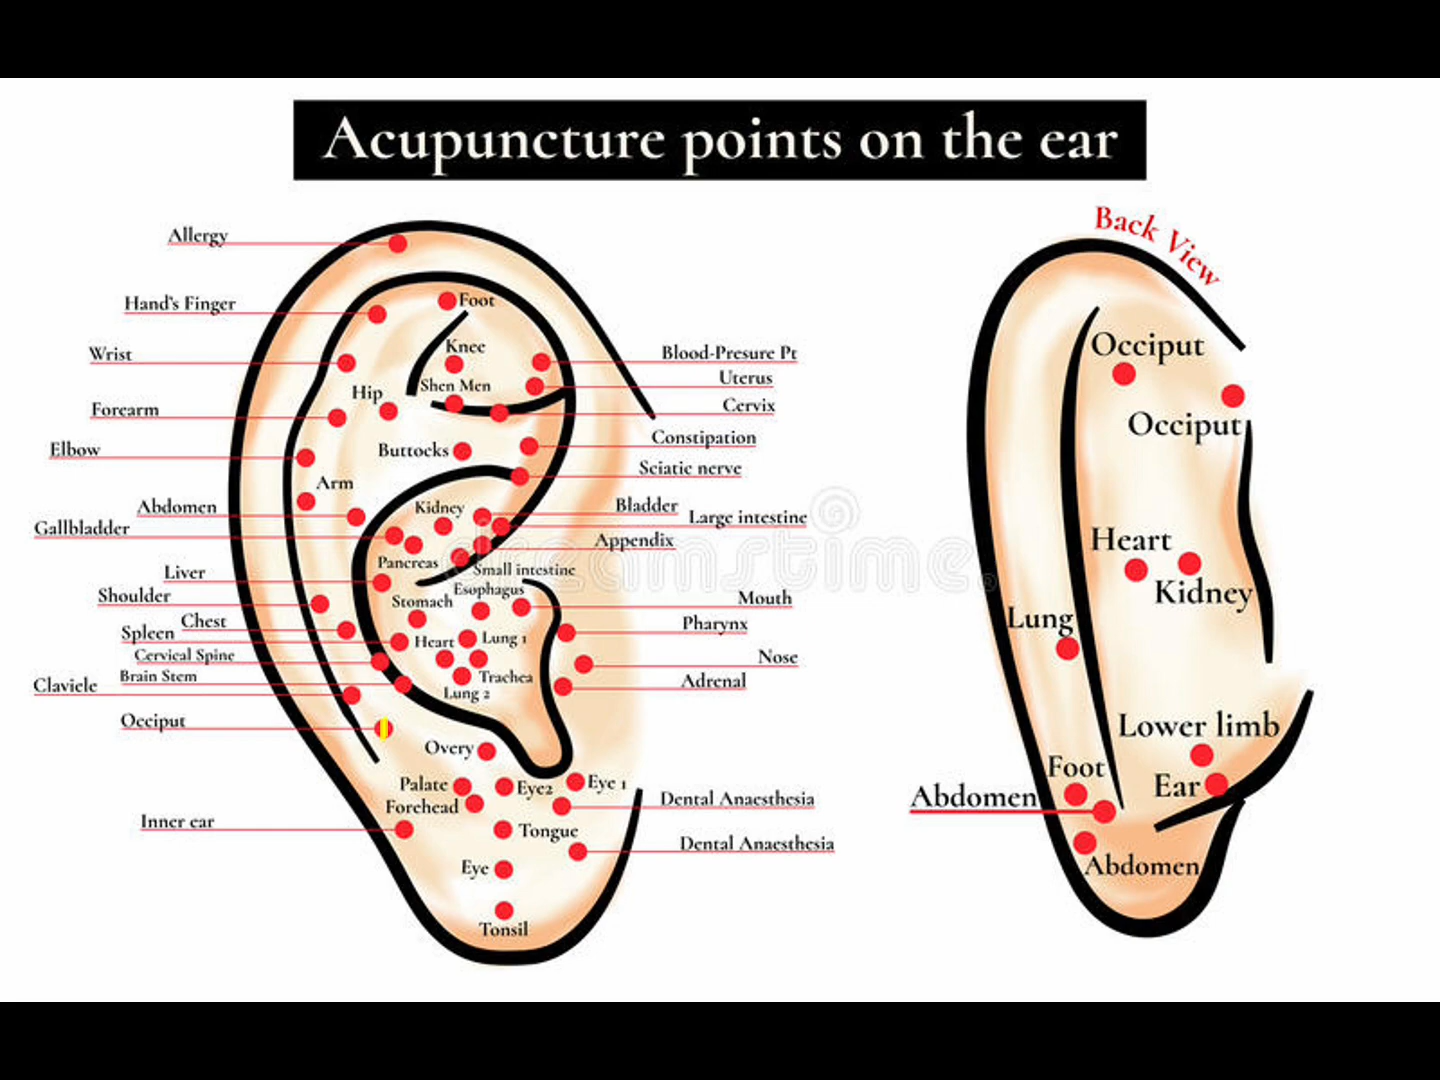 Acupuncture points on the ear
Back View
Allergy
Hand's Finger
Wrist
Forearm
Elbow
Abdomen
Gallbladder
Liver
Shoulder
Chest
Spleen
Cervical Spine
Brain Stem
Claviele
Occiput
Inner ear
Foot
Knee
Shen Men
Hip
Buttocks
Arm
Kidney
Pancreas
Small intestine
Esophagus
Stomach
Heart
Lung 1
Trachea
Lung 2
Overy
Palate
Eye2
Eye 1
Forehead
Tongue
Eye
Tonsil
Blood-Presure Pt
Uterus
Cervix
Constipation
Sciatic nerve
Bladder
Large intestine
Appendix
Mouth
Pharynx
Nose
Adrenal
Dental Anaesthesia
Dental Anaesthesia
Occiput
Occiput
Heart
Kidney
Lung
Lower limb
Foot
Ear
Abdomen
Abdomen
dreamstime.